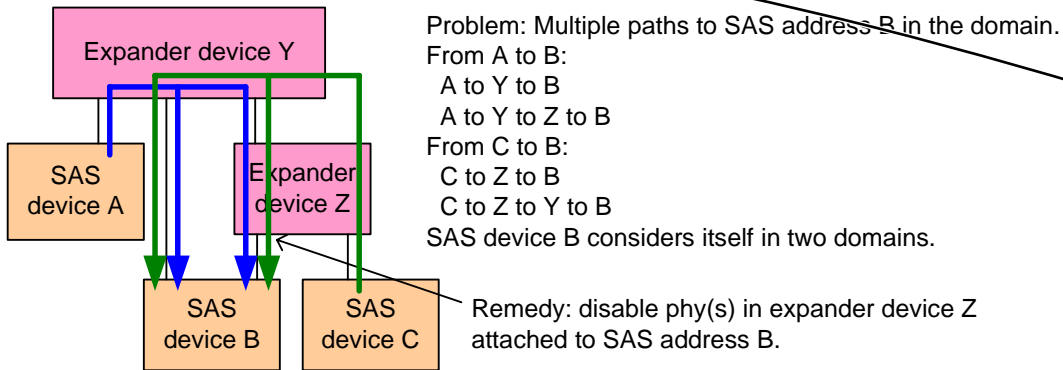 Expander device Y
SAS
device A
Expander
device Z
SAS
device B
SAS
device C
Problem: Multiple paths to SAS address B in the domain.
From A to B:
A to Y to B
A to Y to Z to B
From C to B:
C to Z to B
C to Z to Y to B
SAS device B considers itself in two domains.
Remedy: disable phy(s) in expander device Z
attached to SAS address B.